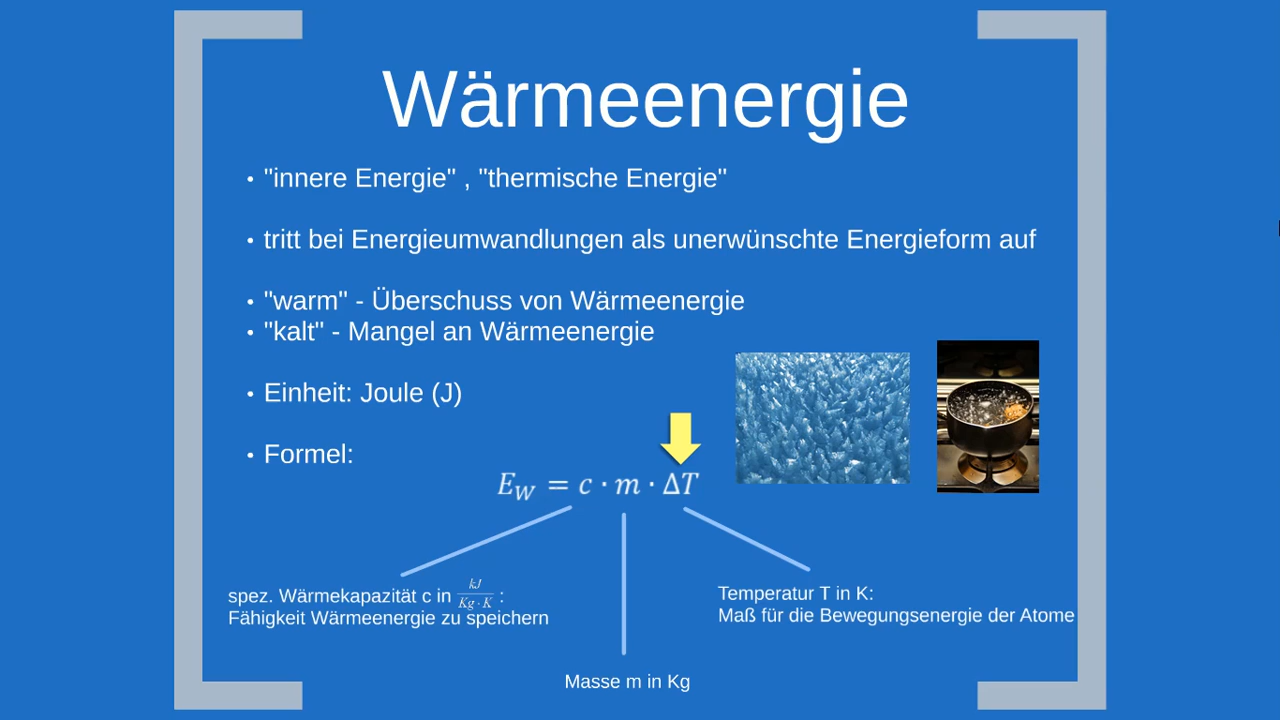 Wärmeenergie
• "innere Energie" , "thermische Energie"
• tritt bei Energieumwandlungen als unerwünschte Energieform auf
• "warm" - Überschuss von Wärmeenergie
• "kalt" - Mangel an Wärmeenergie
• Einheit: Joule (J)
• Formel:
E_W = c · m · ΔT
spez. Wärmekapazität c in kJ/(Kg · K) :
Fähigkeit Wärmeenergie zu speichern
Temperatur T in K:
Maß für die Bewegungsenergie der Atome
Masse m in Kg